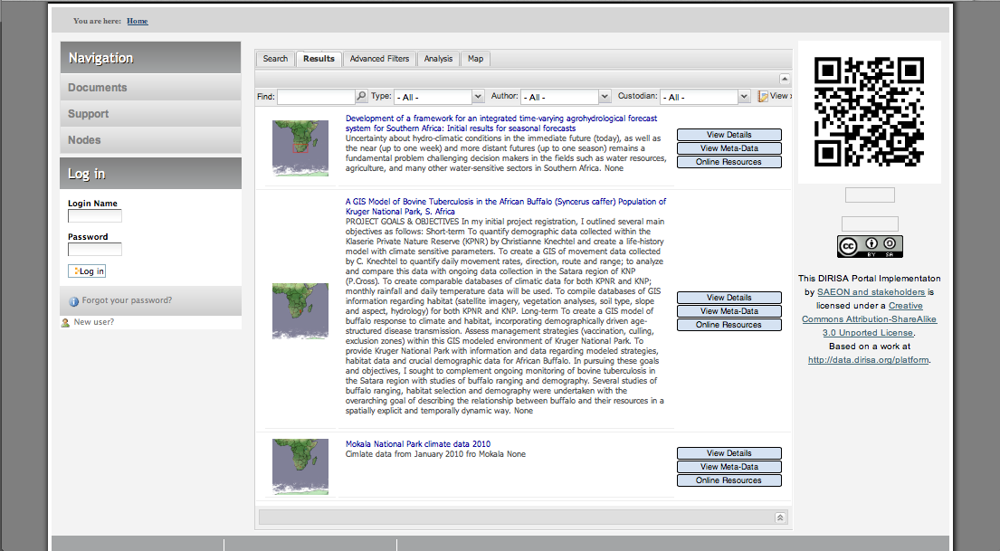 You are here: Home
Navigation
Documents
Support
Nodes
Log in
Login Name
Password
Log in
Forgot your password?
New user?
Search Results Advanced Filters Analysis Map
Find: Type: - All - Author: - All - Custodian: - All - View
Development of a framework for an integrated time-varying agrohydrological forecast
system for Southern Africa: Initial results for seasonal forecasts
Uncertainty about hydro-climatic conditions in the immediate future (today), as well as
the near (up to one week) and more distant futures (up to one season) remains a
fundamental problem challenging decision makers in the fields such as water resources,
agriculture, and many other water-sensitive sectors in Southern Africa. None
View Details
View Meta-Data
Online Resources
A GIS Model of Bovine Tuberculosis in the African Buffalo (Syncerus caffer) Population of
Kruger National Park, S. Africa
PROJECT GOALS & OBJECTIVES In my initial project registration, I outlined several main
objectives as follows: Short-term To quantify demographic data collected within the
Klaserie Private Nature Reserve (KPNR) by Christianne Knechtel and create a life-history
model with climate sensitive parameters. To create a GIS of movement data collected
by C. Knechtel to quantify daily movement rates, direction, route and range; to analyze
and compare this data with ongoing data collection in the Satara region of KNP
(P.Cross). To create comparable databases of climatic data for both KPNR and KNP;
monthly rainfall and daily temperature data will be used. To compile databases of GIS
information regarding habitat (satellite imagery, vegetation analyses, soil type, slope
and aspect, hydrology) for both KPNR and KNP. Long-term To create a GIS model of
buffalo response to climate and habitat, incorporating demographically driven age-
structured disease transmission. Assess management strategies (vaccination, culling,
exclusion zones) within this GIS modeled environment of Kruger National Park. To
provide Kruger National Park with information and data regarding modeled strategies,
habitat data and crucial demographic data for African Buffalo. In pursuing these goals
and objectives, I sought to complement ongoing monitoring of bovine tuberculosis in
the Satara region with studies of buffalo ranging and demography. Several studies of
buffalo ranging, habitat selection and demography were undertaken with the
overarching goal of describing the relationship between buffalo and their resources in a
spatially explicit and temporally dynamic way. None
View Details
View Meta-Data
Online Resources
Mokala National Park climate data 2010
Cimlate data from January 2010 fro Mokala None
View Details
View Meta-Data
Online Resources
CC BY SA
This DIRISA Portal Implementaton
by SAEON and stakeholders is
licensed under a Creative
Commons Attribution-ShareAlike
3.0 Unported License.
Based on a work at
http://data.dirisa.org/platform.